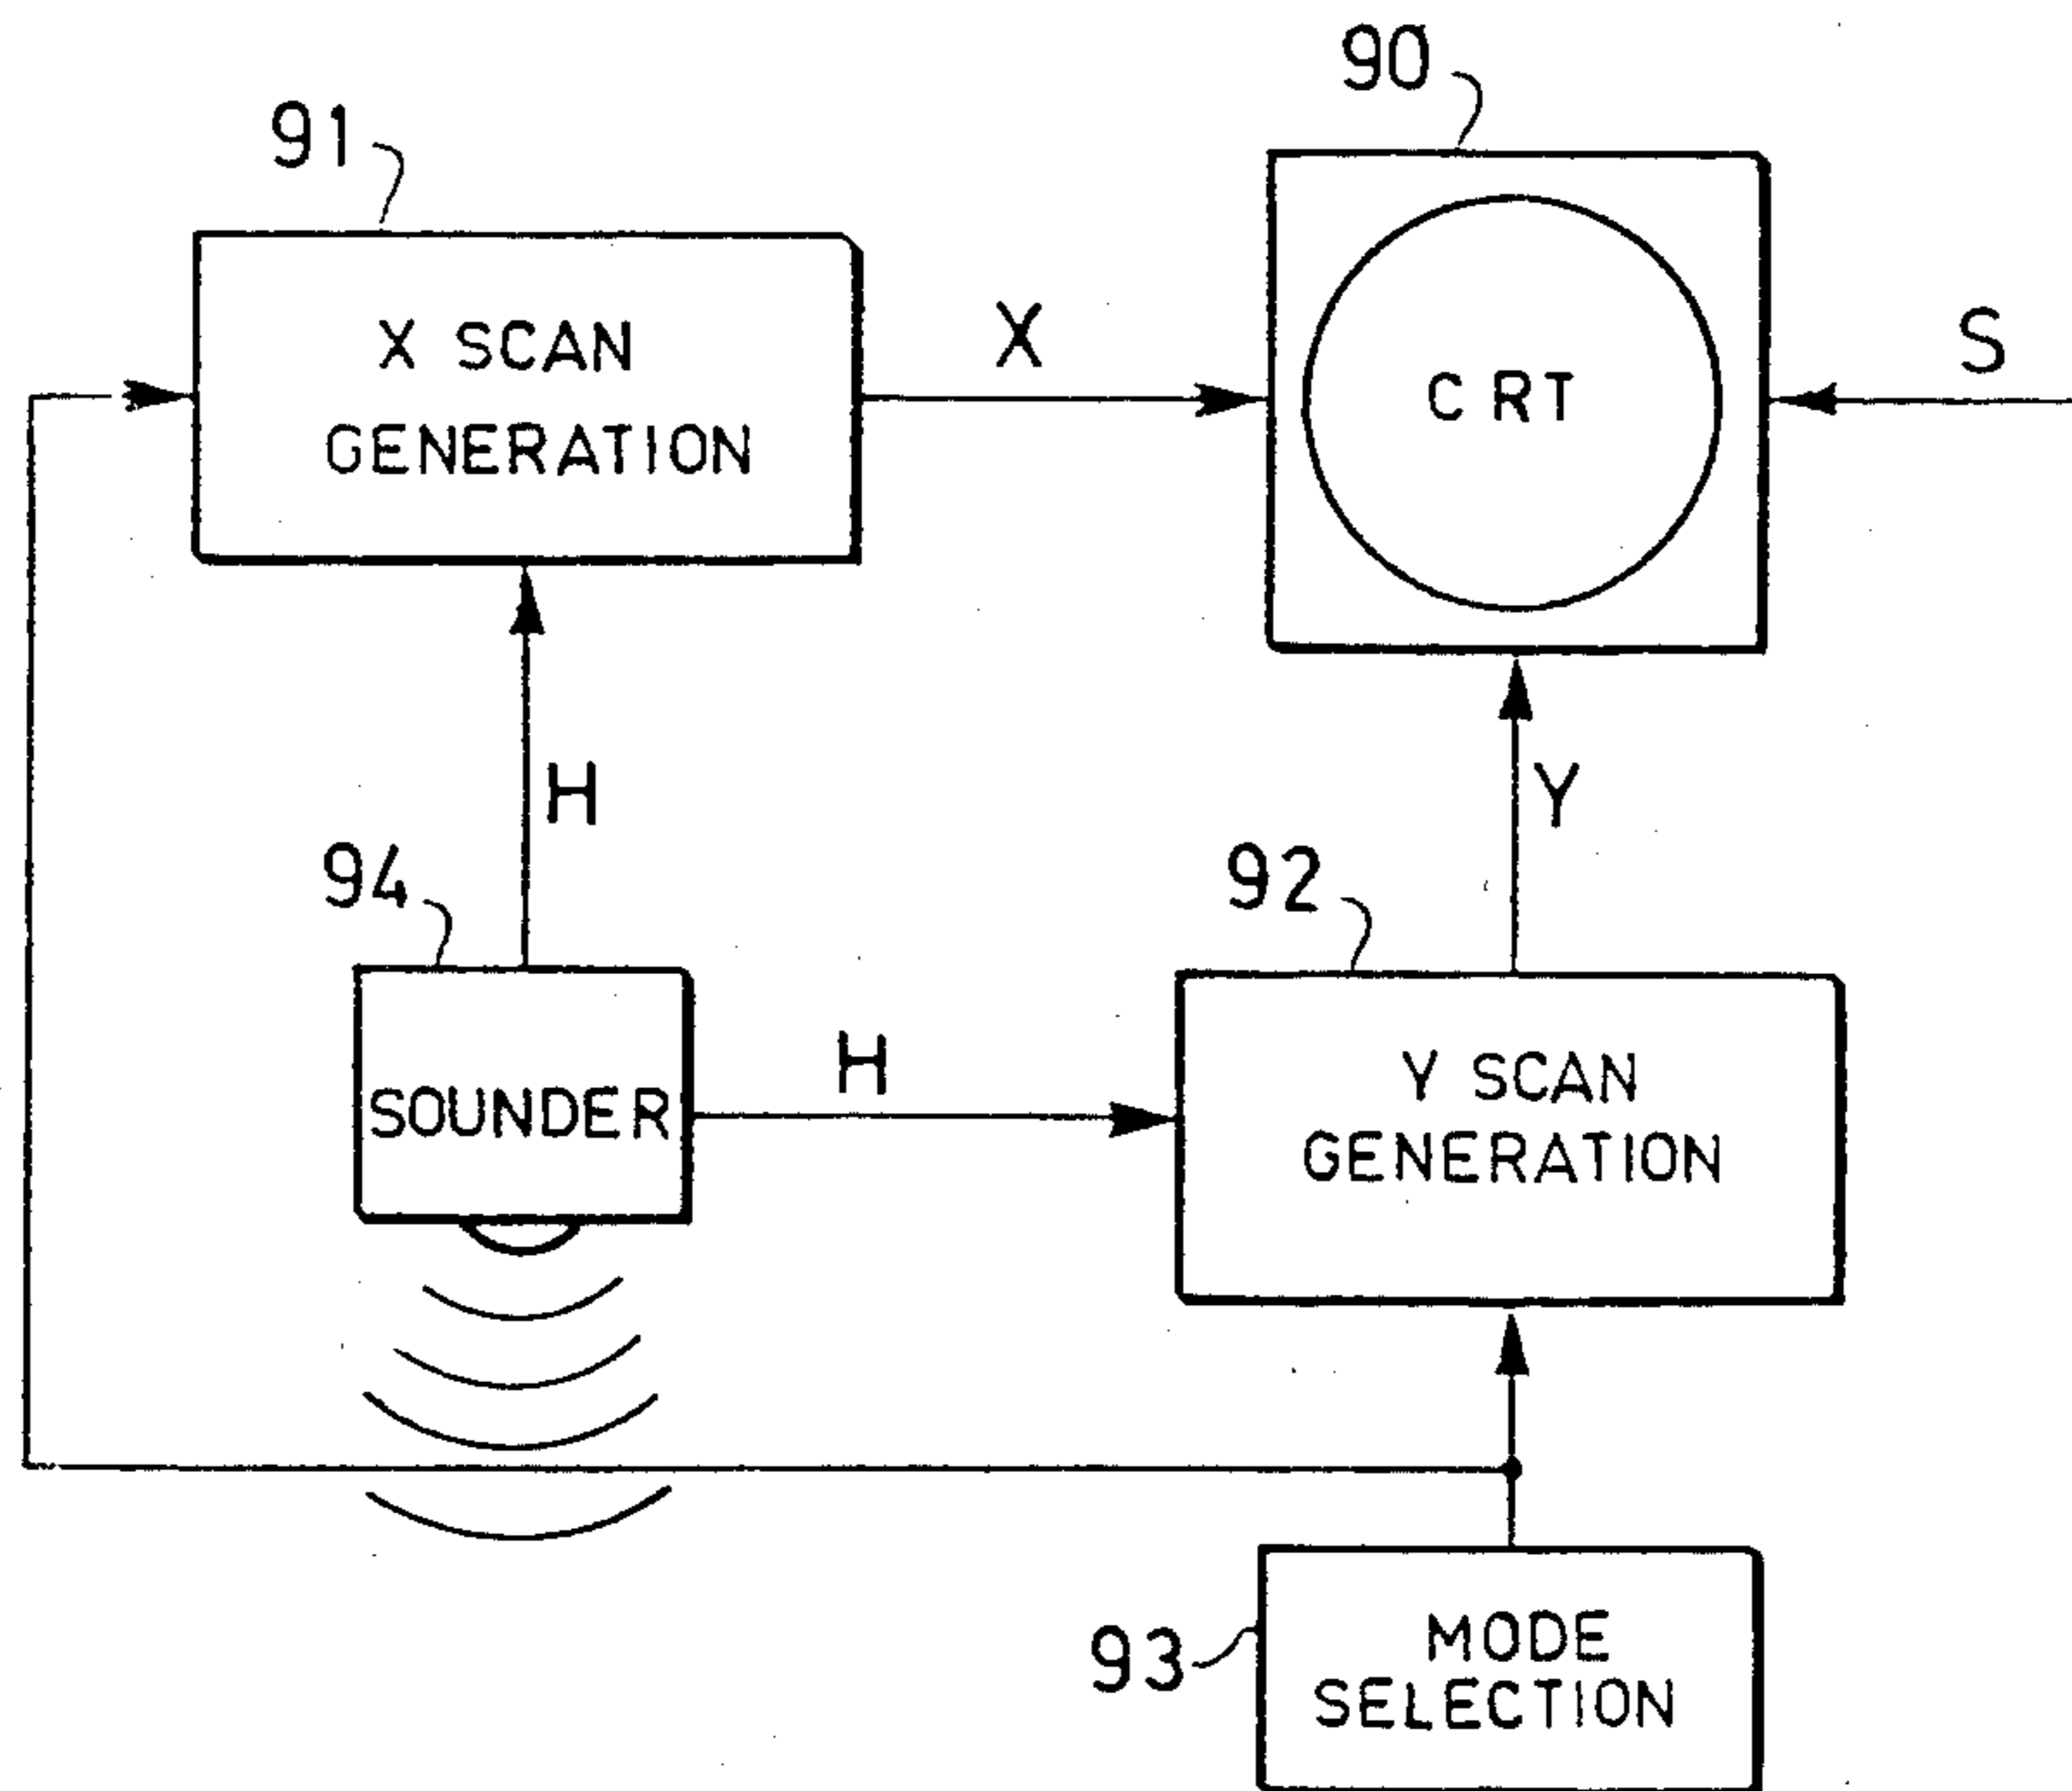 90
91
X SCAN
GENERATION
X
CRT
S
H
Y
94
92
SOUNDER
H
Y SCAN
GENERATION
93
MODE
SELECTION